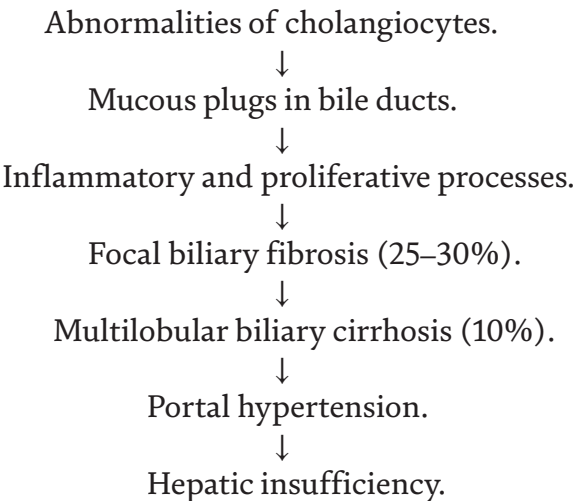 Abnormalities of cholangiocytes.
↓
Mucous plugs in bile ducts.
↓
Inflammatory and proliferative processes.
↓
Focal biliary fibrosis (25–30%).
↓
Multilobular biliary cirrhosis (10%).
↓
Portal hypertension.
↓
Hepatic insufficiency.